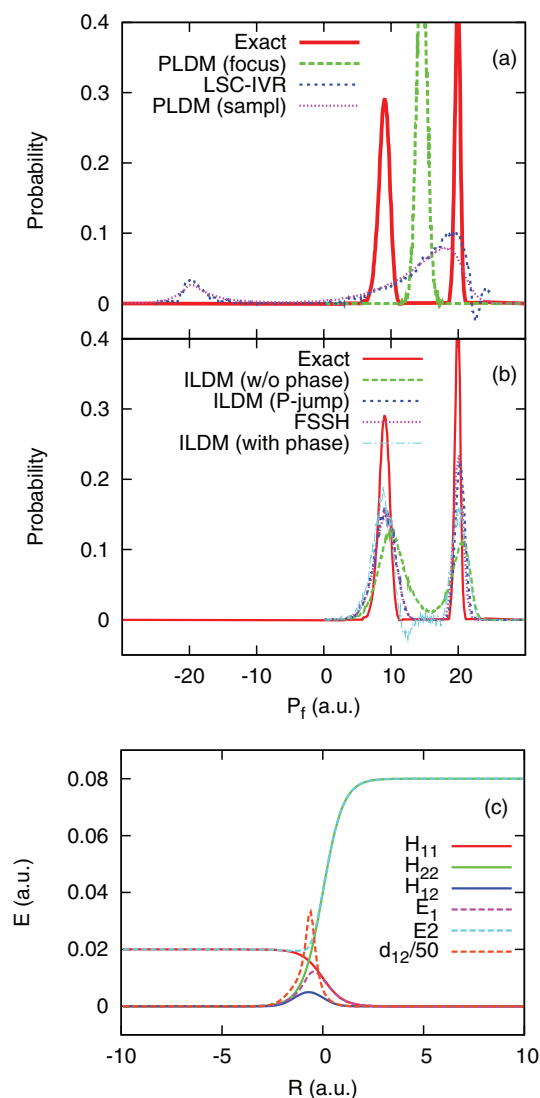 0.4
(a)
Exact
PLDM (focus)
0.3
LSC-IVR
PLDM (sampl)
Probability
0.2
0.1
0
0.4
(b)
Exact
ILDM (w/o phase)
0.3
ILDM (P-jump)
FSSH
ILDM (with phase)
Probability
0.2
0.1
0
-20 -10 0 10 20
P_f (a.u.)
0.08
(c)
0.06
H_11
H_22
E (a.u.)
0.04
H_12
E_1
E2
0.02
d_12/50
0
-10 -5 0 5 10
R (a.u.)